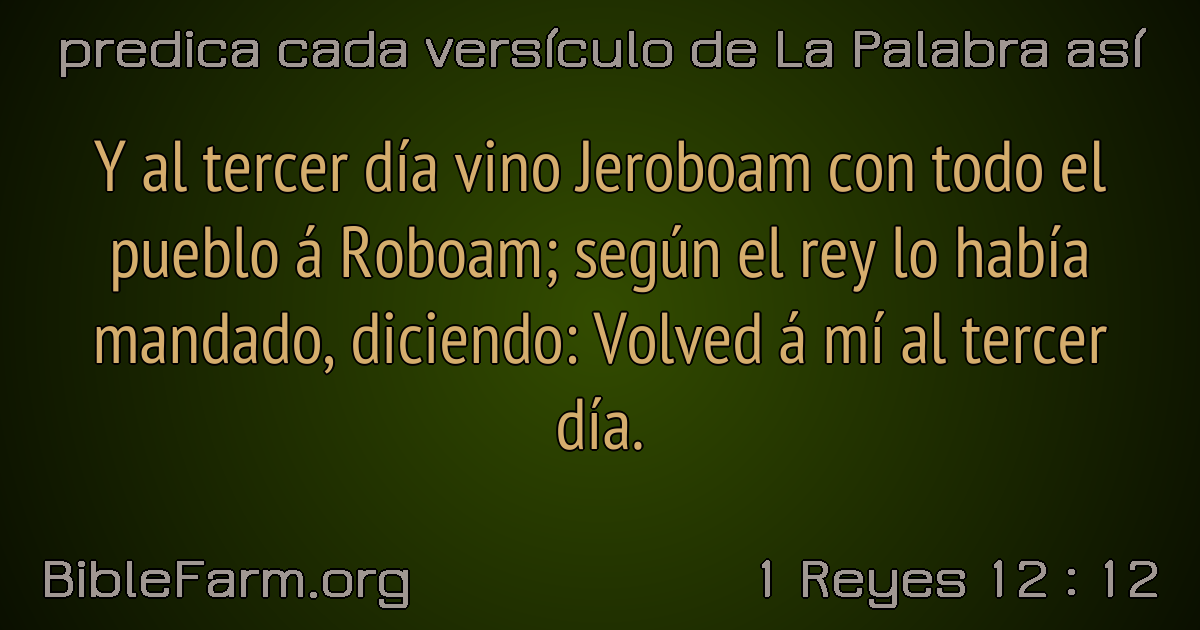 predica cada versículo de La Palabra así
Y al tercer día vino Jeroboam con todo el
pueblo á Roboam; según el rey lo había
mandado, diciendo: Volved á mí al tercer
día.
BibleFarm.org
1 Reyes 12 : 12